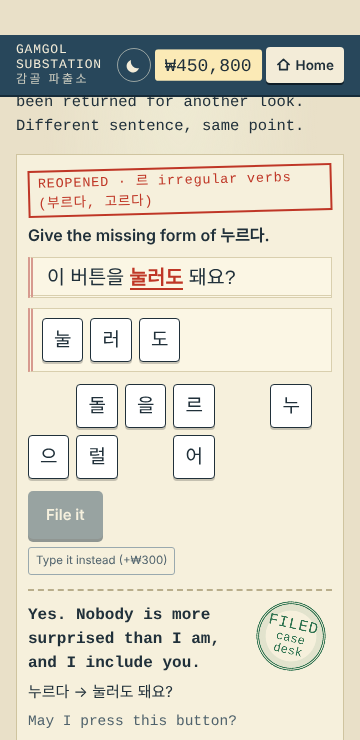 GAMGOL
SUBSTATION
감골 파출소
₩450,800
Home
been returned for another look.
Different sentence, same point.
REOPENED · 르 irregular verbs
(부르다, 고르다)
Give the missing form of 누르다.
이 버튼을 눌러도 돼요?
눌 러 도
돌 을 르 누
으 럴 어
File it
Type it instead (+₩300)
Yes. Nobody is more
surprised than I am,
and I include you.
FILED
case
desk
누르다 → 눌러도 돼요?
May I press this button?